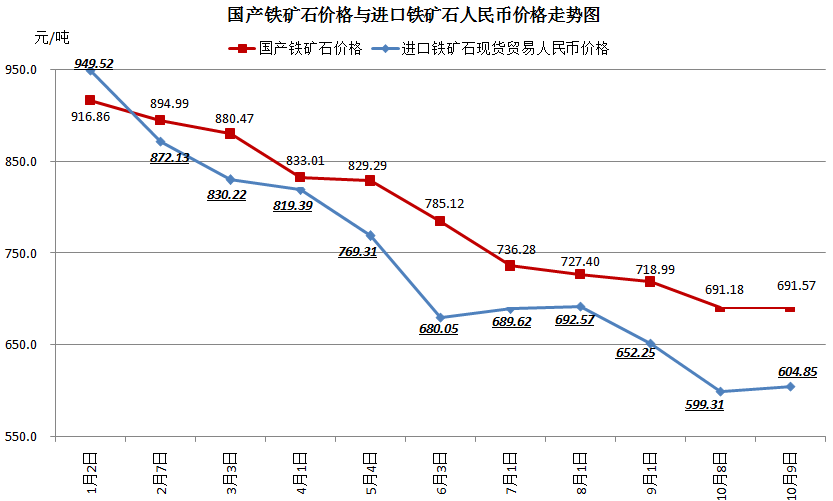 国产铁矿石价格与进口铁矿石人民币价格走势图
元/吨
国产铁矿石价格 进口铁矿石现货贸易人民币价格
950.0
850.0
750.0
650.0
550.0
949.52
916.86
894.99
872.13
880.47
830.22
833.01
819.39
829.29
769.31
785.12
680.05
736.28
689.62
727.40
692.57
718.99
652.25
691.18
599.31
691.57
604.85
1月2日
2月7日
3月3日
4月1日
5月4日
6月3日
7月1日
8月1日
9月1日
10月8日
10月9日